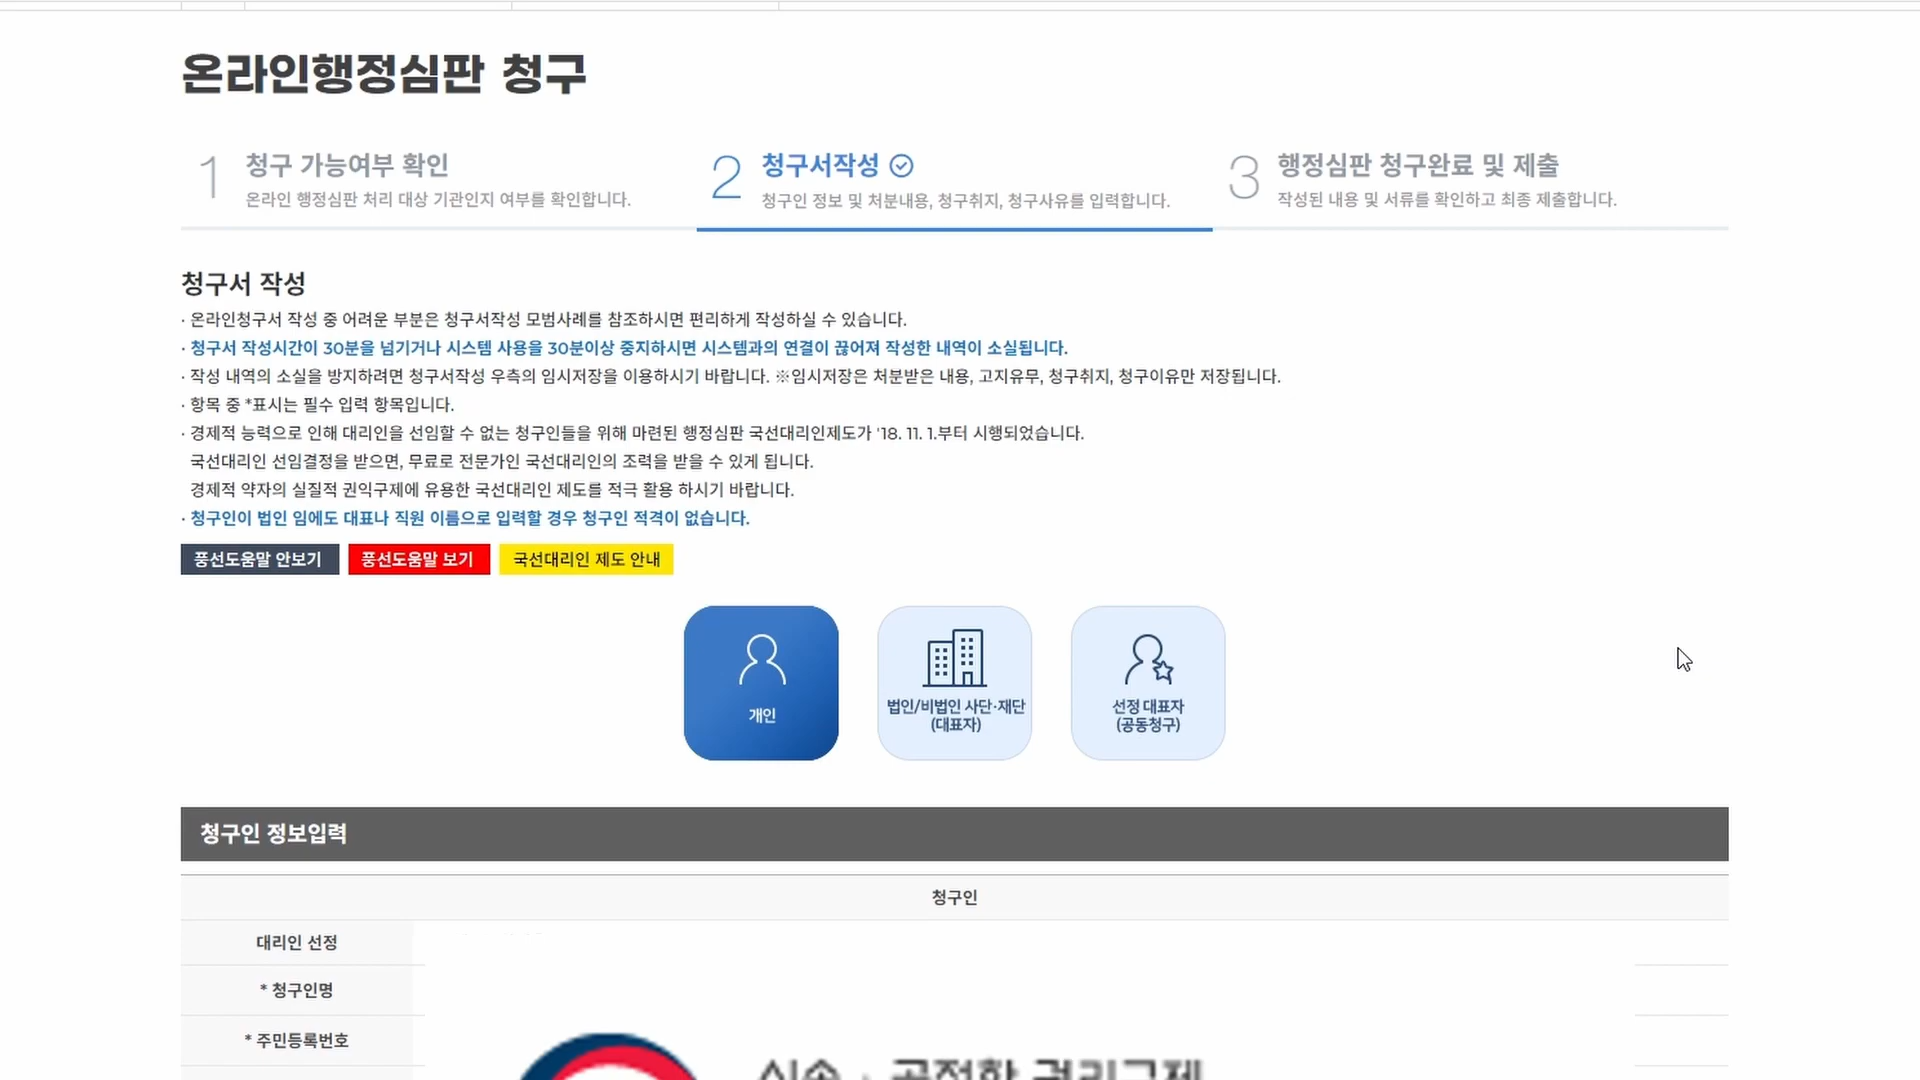 온라인행정심판 청구
1 청구 가능여부 확인
온라인 행정심판 처리 대상 기관인지 여부를 확인합니다.
2 청구서작성
청구인 정보 및 처분내용, 청구취지, 청구사유를 입력합니다.
3 행정심판 청구완료 및 제출
작성된 내용 및 서류를 확인하고 최종 제출합니다.
청구서 작성
· 온라인청구서 작성 중 어려운 부분은 청구서작성 모범사례를 참조하시면 편리하게 작성하실 수 있습니다.
· 청구서 작성시간이 30분을 넘기거나 시스템 사용을 30분이상 중지하시면 시스템과의 연결이 끊어져 작성한 내역이 소실됩니다.
· 작성 내역의 소실을 방지하려면 청구서작성 우측의 임시저장을 이용하시기 바랍니다. ※임시저장은 처분받은 내용, 고지유무, 청구취지, 청구이유만 저장됩니다.
· 항목 중 *표시는 필수 입력 항목입니다.
· 경제적 능력으로 인해 대리인을 선임할 수 없는 청구인들을 위해 마련된 행정심판 국선대리인제도가 '18. 11. 1.부터 시행되었습니다.
국선대리인 선임결정을 받으면, 무료로 전문가인 국선대리인의 조력을 받을 수 있게 됩니다.
경제적 약자의 실질적 권익구제에 유용한 국선대리인 제도를 적극 활용 하시기 바랍니다.
· 청구인이 법인 임에도 대표나 직원 이름으로 입력할 경우 청구인 적격이 없습니다.
풍선도움말 안보기 풍선도움말 보기 국선대리인 제도 안내
개인
법인/비법인 사단·재단
(대표자)
선정 대표자
(공동청구)
청구인 정보입력
청구인
대리인 선정
* 청구인명
* 주민등록번호
신속 · 공정한 권리구제